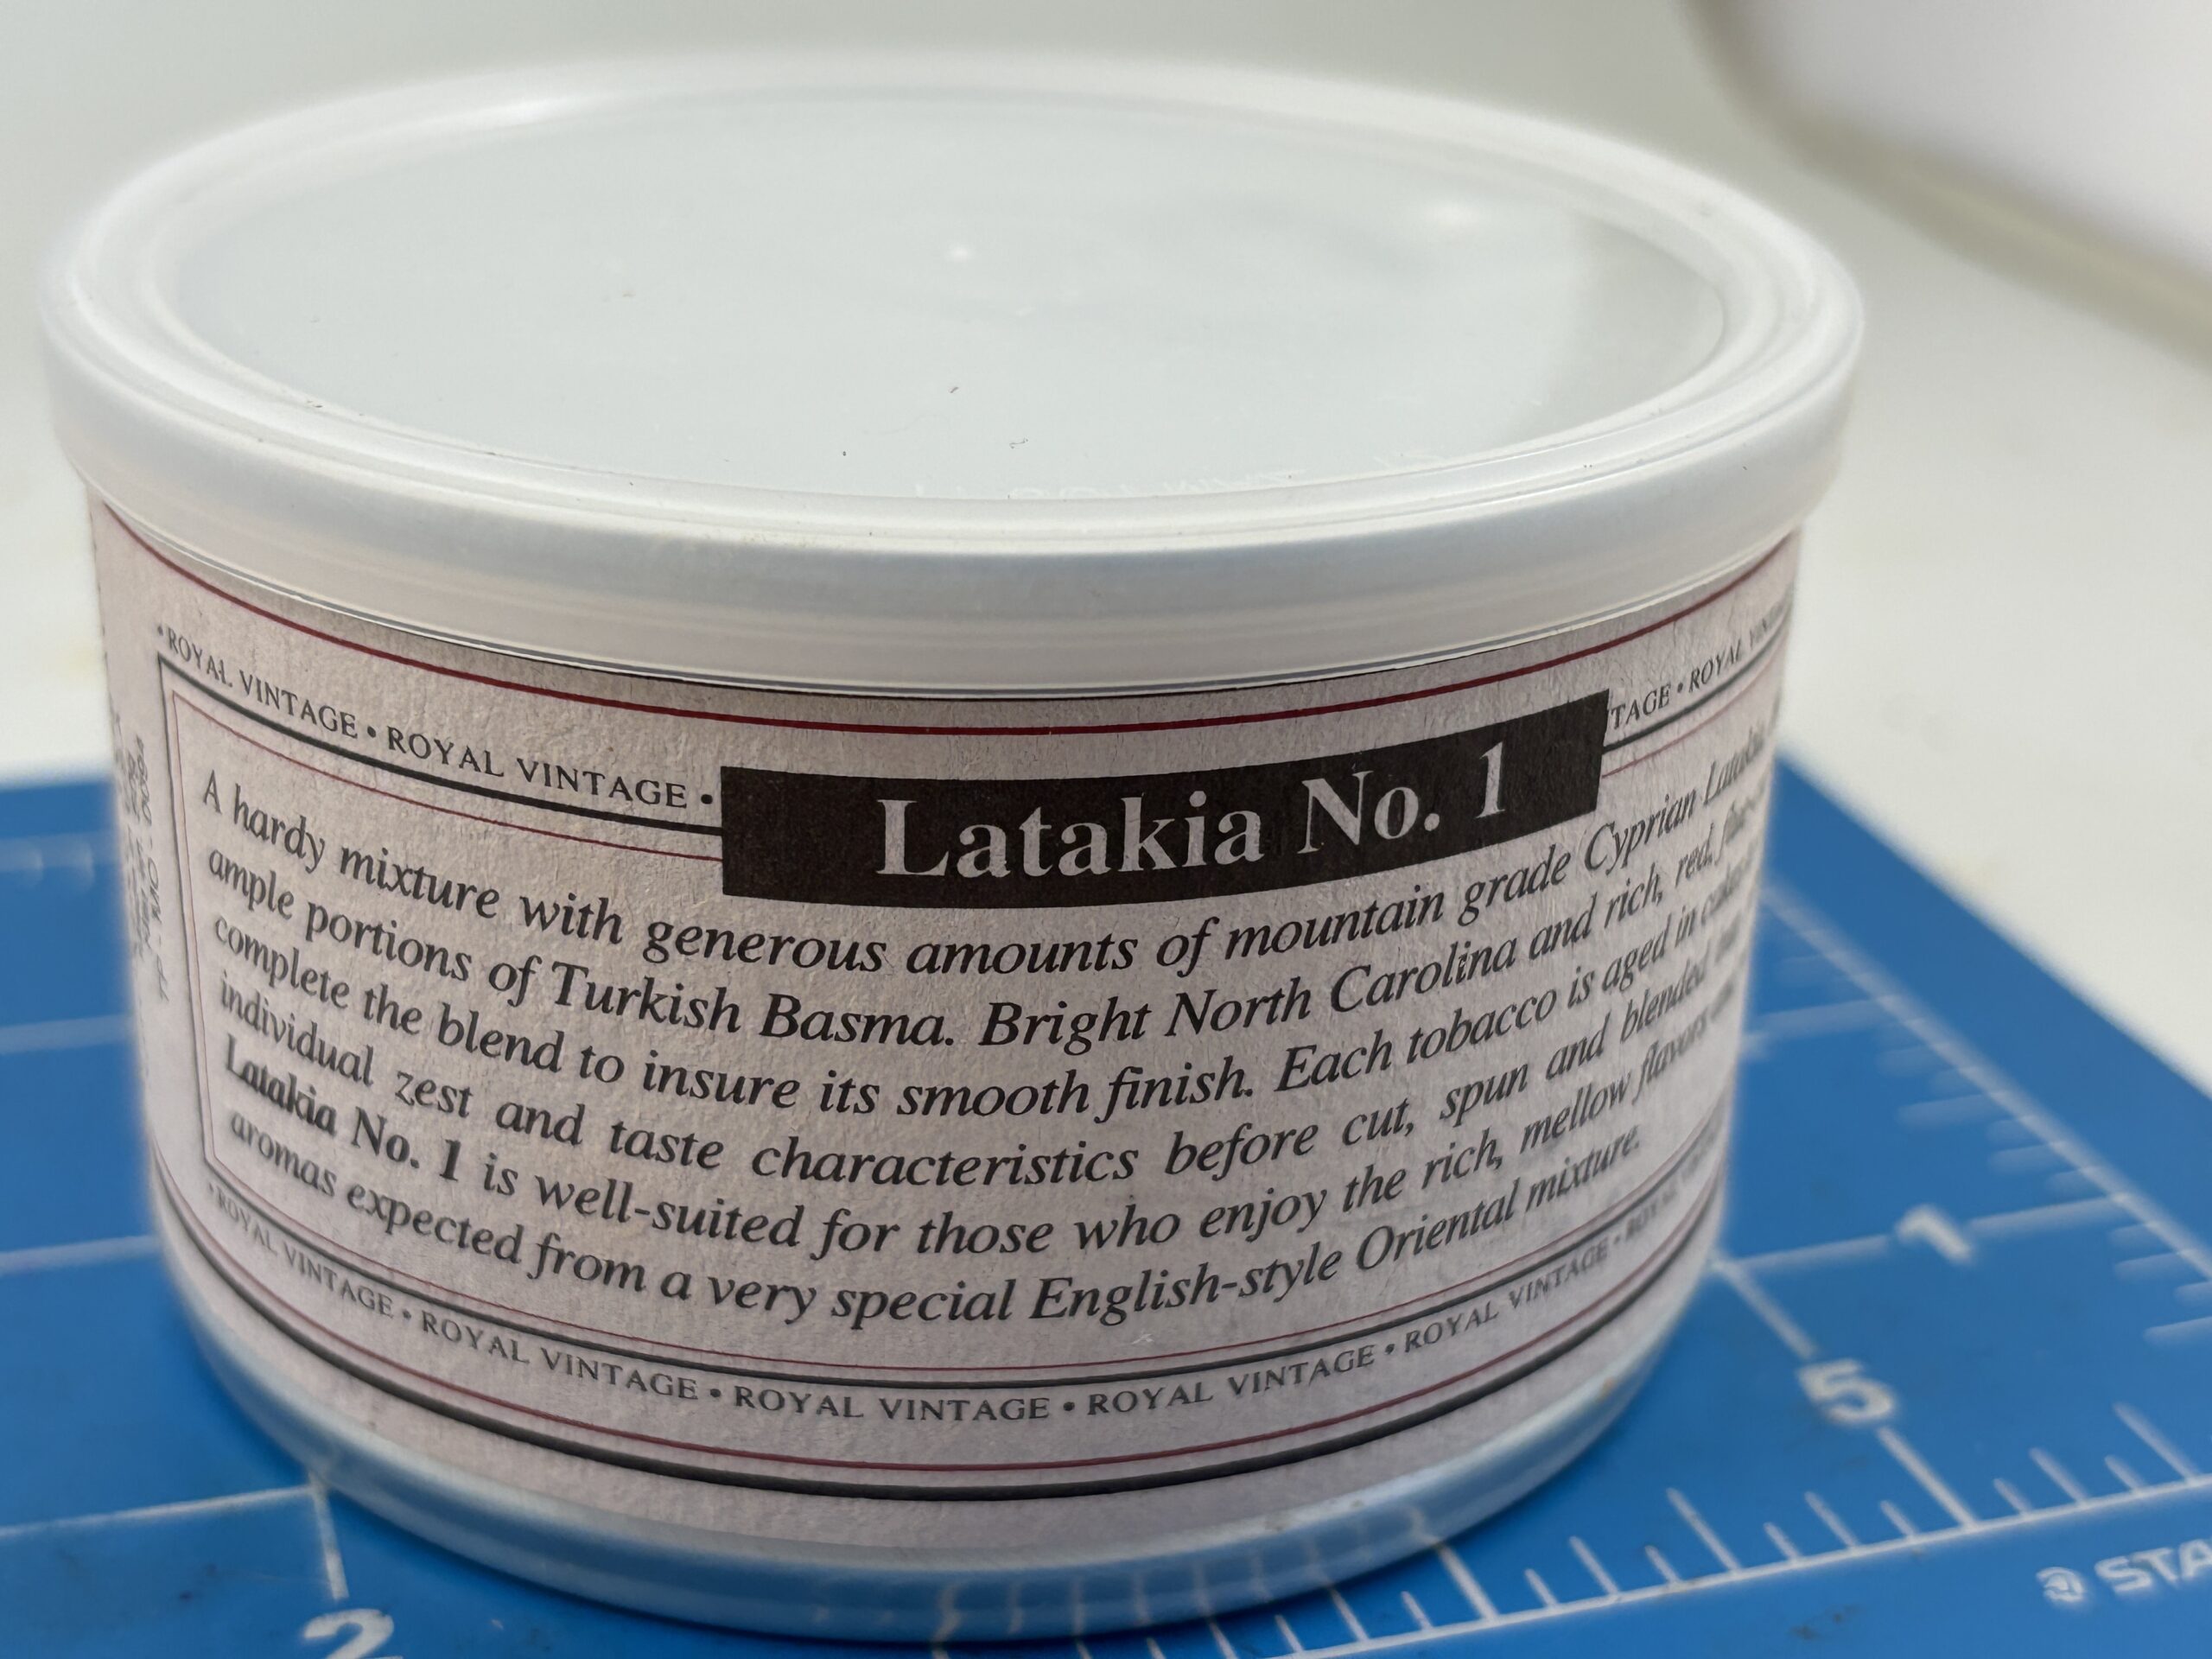 • ROYAL VINTAGE • ROYAL VINTAGE •
Latakia No. 1
TAGE • ROYAL VINTAGE
A hardy mixture with generous amounts of mountain grade Cyprian Latakia
ample portions of Turkish Basma. Bright North Carolina and rich, red,
complete the blend to insure its smooth finish. Each tobacco is aged in
individual zest and taste characteristics before cut, spun and blended
Latakia No. 1 is well-suited for those who enjoy the rich, mellow flavors
aromas expected from a very special English-style Oriental mixture.
• ROYAL VINTAGE • ROYAL VINTAGE • ROYAL VINTAGE • ROYAL VINTAGE •
1
5
2
STA